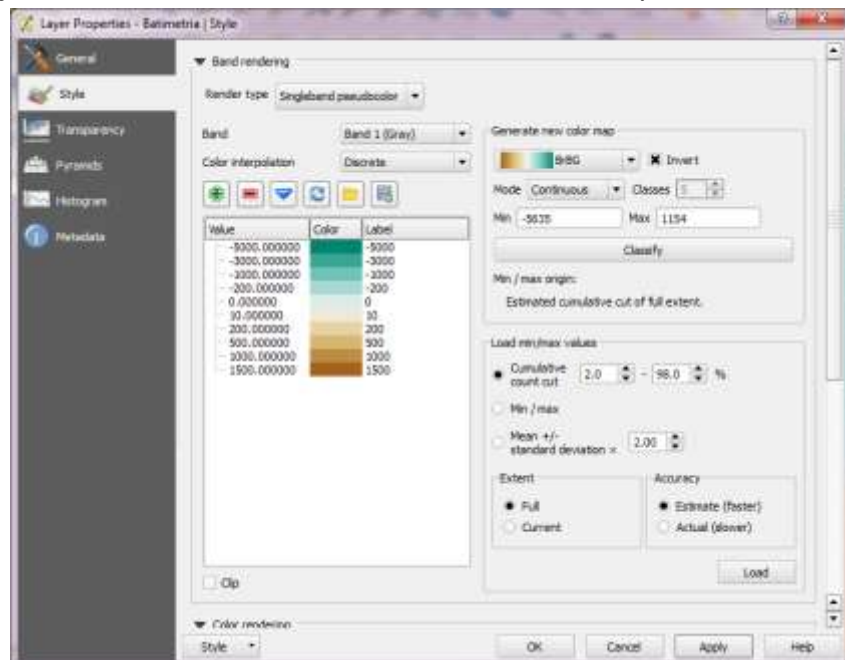 Layer Properties - Batimetria | Style
General
Style
Transparency
Pyramids
Histogram
Metadata
Band rendering
Render type Singleband pseudocolor
Band Band 1 (Gray)
Color interpolation Discrete
Value Color Label
-5000.000000 -5000
-3000.000000 -3000
-1000.000000 -1000
-200.000000 -200
0.000000 0
10.000000 10
200.000000 200
500.000000 500
1000.000000 1000
1500.000000 1500
Clip
Generate new color map
BrBG Invert
Mode Continuous Classes 5
Min -5635 Max 1154
Classify
Min / max origin:
Estimated cumulative cut of full extent.
Load min/max values
Cumulative
count cut 2.0 - 98.0 %
Min / max
Mean +/-
standard deviation × 2.00
Extent
Full
Current
Accuracy
Estimate (faster)
Actual (slower)
Load
Color rendering
Style OK Cancel Apply Help